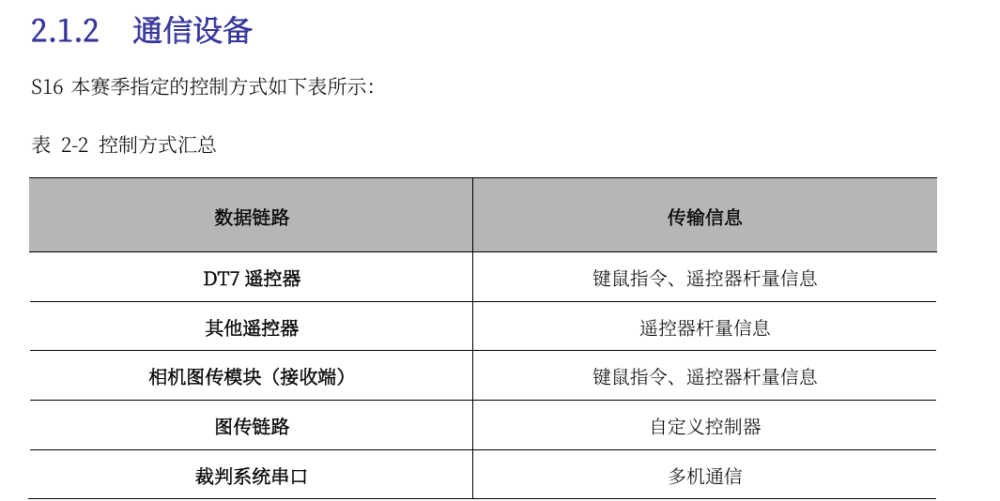 2.1.2 通信设备
S16 本赛季指定的控制方式如下表所示：
表 2-2 控制方式汇总
数据链路 传输信息
DT7 遥控器 键鼠指令、遥控器杆量信息
其他遥控器 遥控器杆量信息
相机图传模块（接收端） 键鼠指令、遥控器杆量信息
图传链路 自定义控制器
裁判系统串口 多机通信